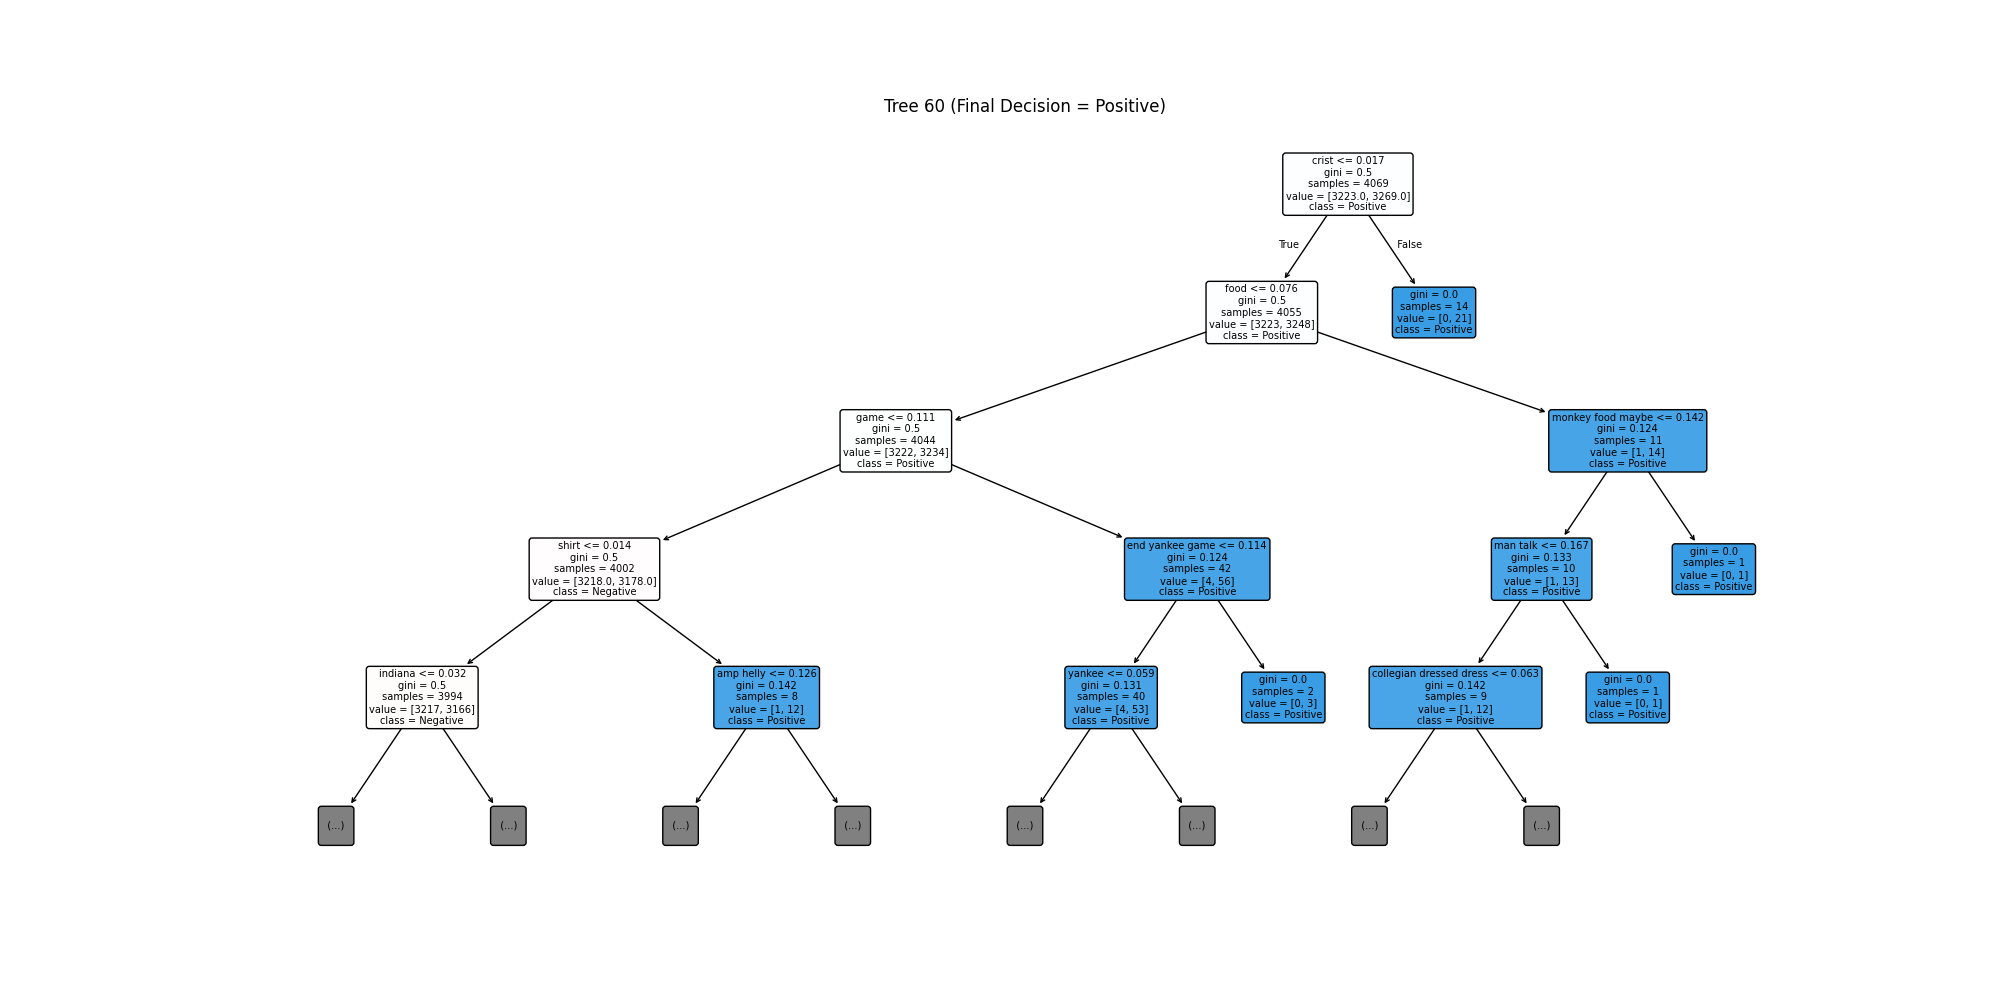 Tree 60 (Final Decision = Positive)
crist <= 0.017
gini = 0.5
samples = 4069
value = [3223.0, 3269.0]
class = Positive
True
False
food <= 0.076
gini = 0.5
samples = 4055
value = [3223, 3248]
class = Positive
gini = 0.0
samples = 14
value = [0, 21]
class = Positive
game <= 0.111
gini = 0.5
samples = 4044
value = [3222, 3234]
class = Positive
monkey food maybe <= 0.142
gini = 0.124
samples = 11
value = [1, 14]
class = Positive
shirt <= 0.014
gini = 0.5
samples = 4002
value = [3218.0, 3178.0]
class = Negative
end yankee game <= 0.114
gini = 0.124
samples = 42
value = [4, 56]
class = Positive
man talk <= 0.167
gini = 0.133
samples = 10
value = [1, 13]
class = Positive
gini = 0.0
samples = 1
value = [0, 1]
class = Positive
indiana <= 0.032
gini = 0.5
samples = 3994
value = [3217, 3166]
class = Negative
amp helly <= 0.126
gini = 0.142
samples = 8
value = [1, 12]
class = Positive
yankee <= 0.059
gini = 0.131
samples = 40
value = [4, 53]
class = Positive
gini = 0.0
samples = 2
value = [0, 3]
class = Positive
collegian dressed dress <= 0.063
gini = 0.142
samples = 9
value = [1, 12]
class = Positive
gini = 0.0
samples = 1
value = [0, 1]
class = Positive
(...)
(...)
(...)
(...)
(...)
(...)
(...)
(...)